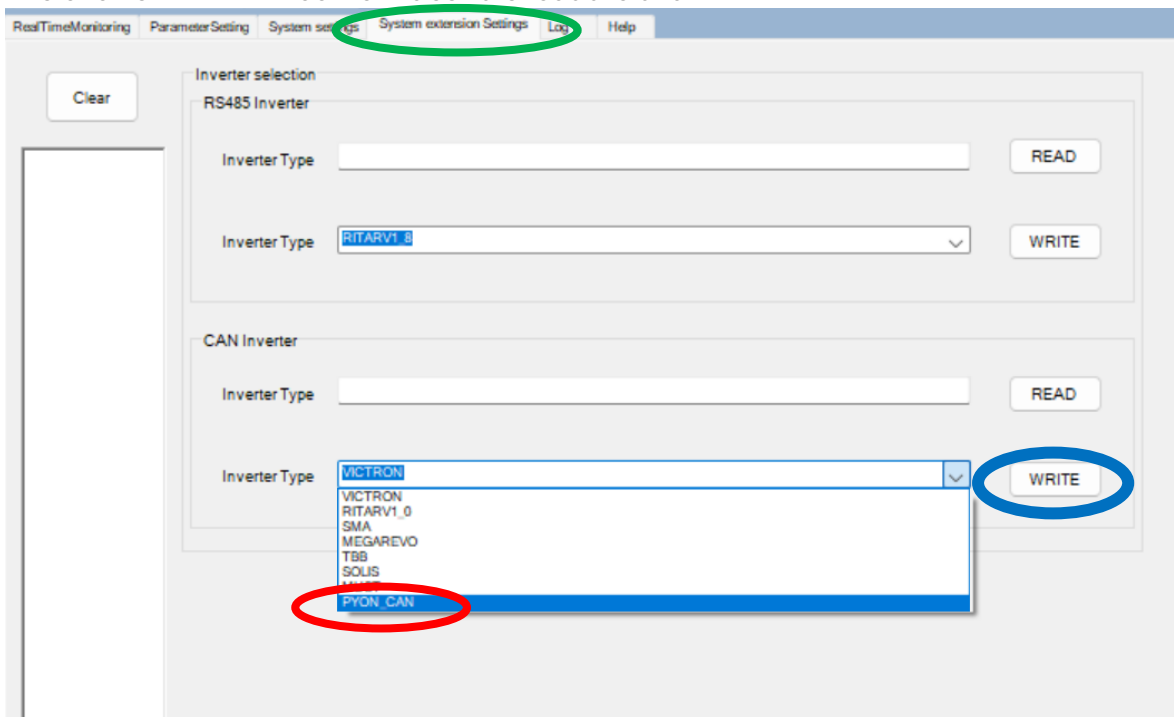 RealTimeMonitoring ParameterSetting System settings System extension Settings Log Help
Clear
Inverter selection
RS485 Inverter
Inverter Type READ
Inverter Type RITARV1_8 WRITE
CAN Inverter
Inverter Type READ
Inverter Type VICTRON WRITE
VICTRON
RITARV1_0
SMA
MEGAREVO
TBB
SOLIS
PYON_CAN